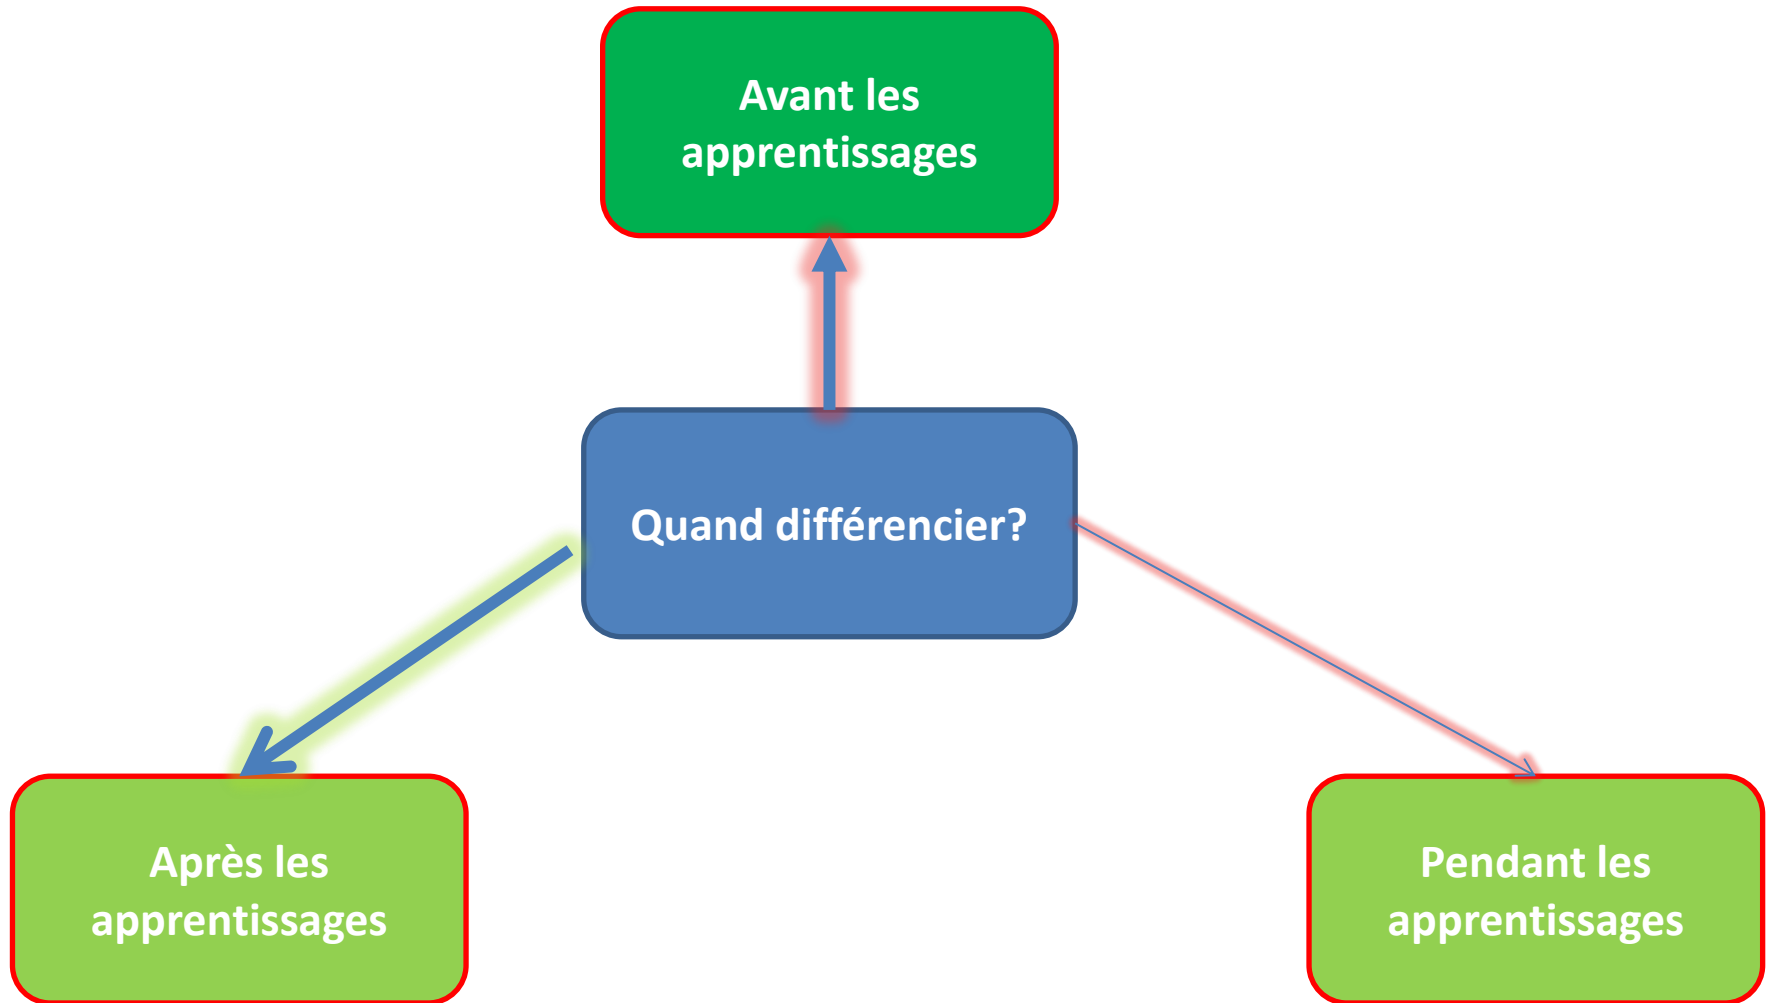 Avant les
apprentissages
Quand différencier?
Après les
apprentissages
Pendant les
apprentissages